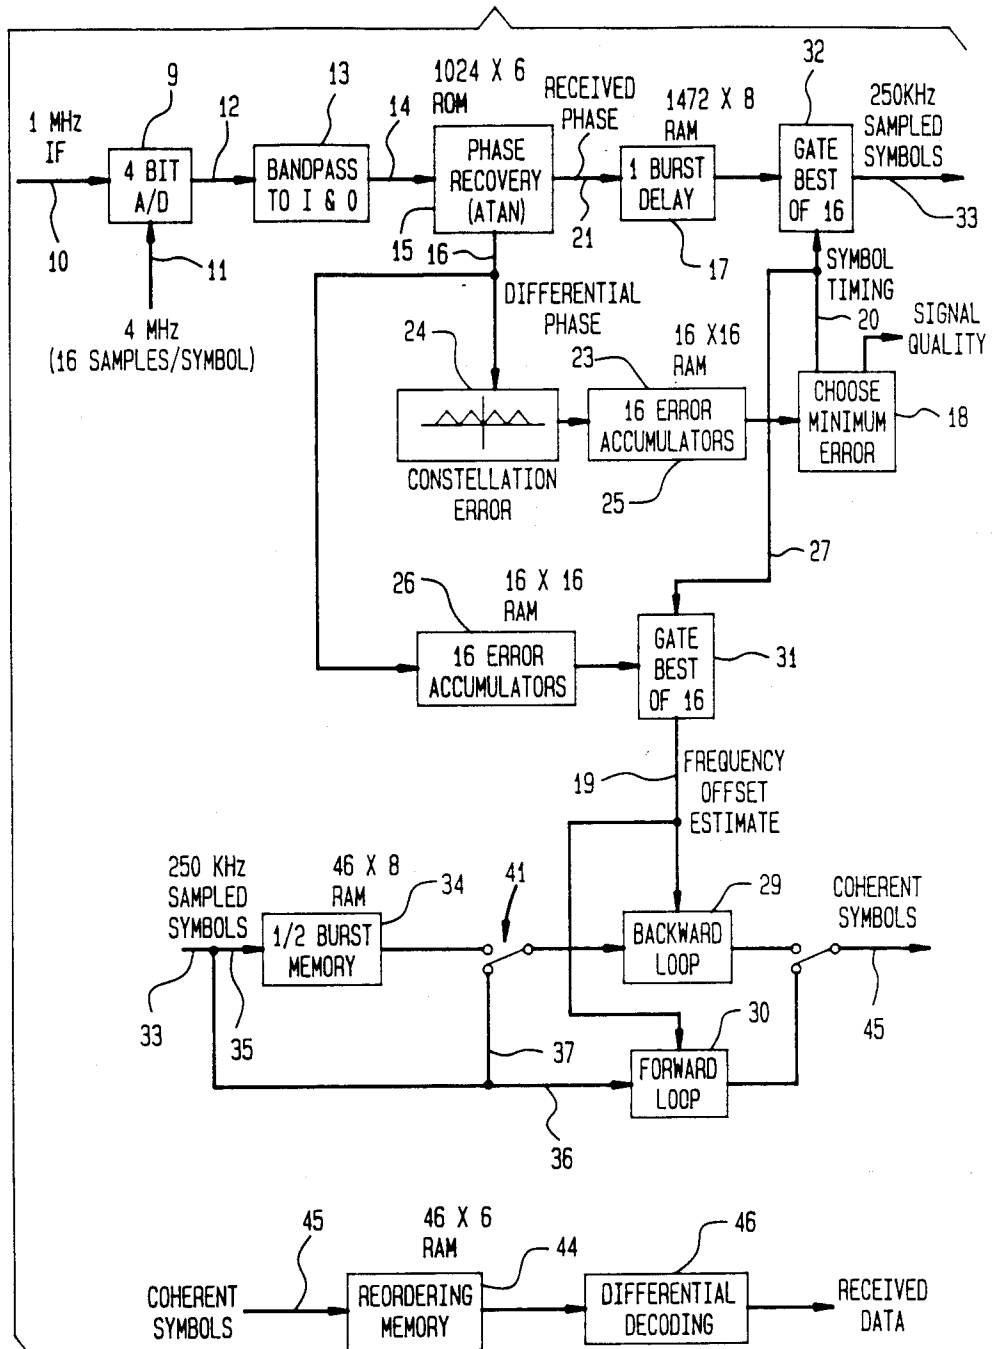 9
12
13
14
1024 X 6
ROM
RECEIVED
PHASE
1472 X 8
RAM
32
250KHz
SAMPLED
SYMBOLS
1 MHz
IF
4 BIT
A/D
BANDPASS
TO I & 0
PHASE
RECOVERY
(ATAN)
1 BURST
DELAY
GATE
BEST
OF 16
10
11
15
16
21
17
33
4 MHz
(16 SAMPLES/SYMBOL)
DIFFERENTIAL
PHASE
SYMBOL
TIMING
20
SIGNAL
QUALITY
24
23
16 X16
RAM
16 ERROR
ACCUMULATORS
CHOOSE
MINIMUM
ERROR
18
CONSTELLATION
ERROR
25
27
26
16 X 16
RAM
16 ERROR
ACCUMULATORS
GATE
BEST
OF 16
31
19
FREQUENCY
OFFSET
ESTIMATE
250 KHz
SAMPLED
SYMBOLS
46 X 8
RAM
34
41
29
COHERENT
SYMBOLS
1/2 BURST
MEMORY
BACKWARD
LOOP
33
35
37
30
45
FORWARD
LOOP
36
45
46 X 6
RAM
44
46
COHERENT
SYMBOLS
REORDERING
MEMORY
DIFFERENTIAL
DECODING
RECEIVED
DATA